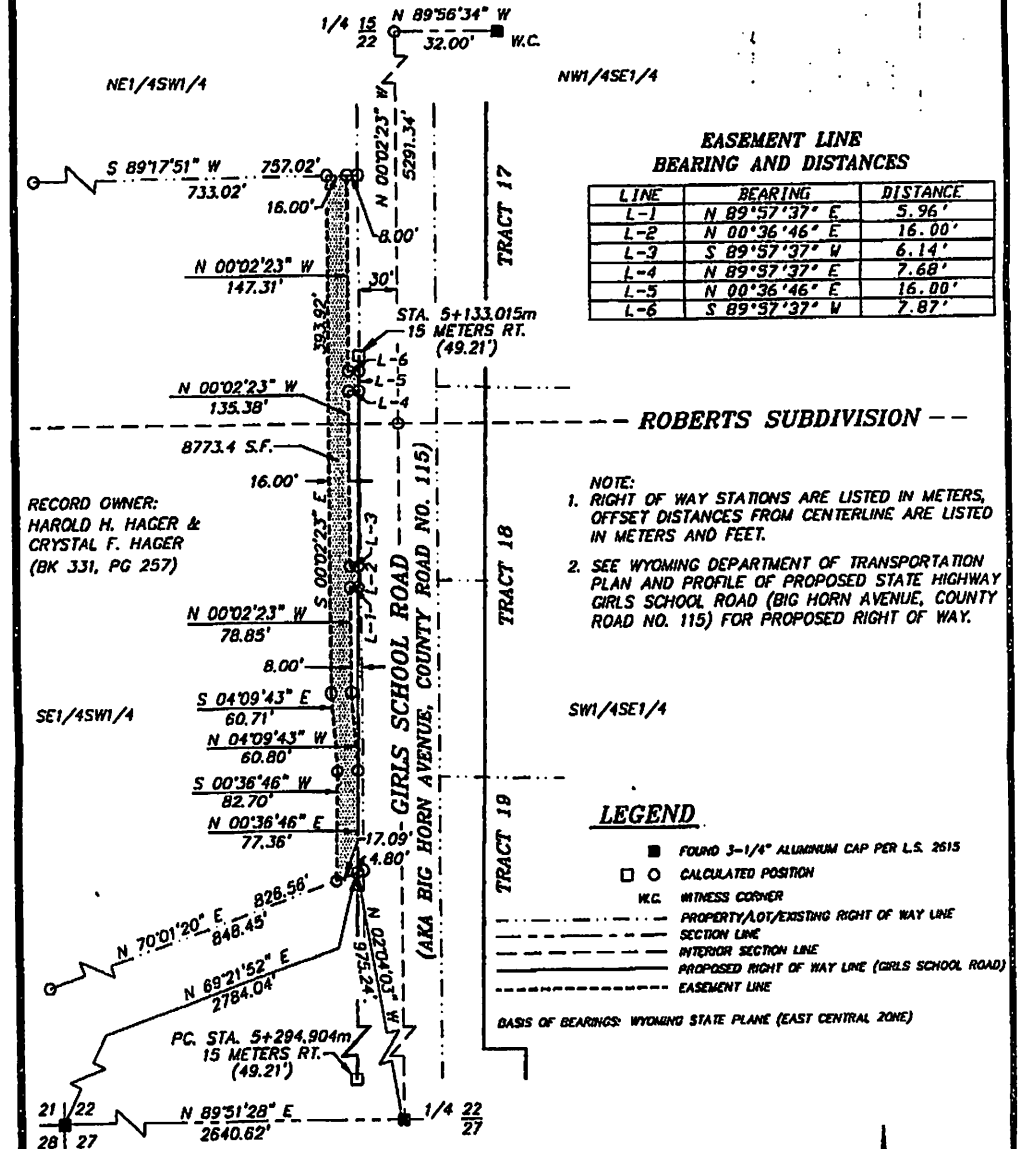 N 89°56'34" W
1/4 15
22
32.00'
W.C.
NE1/4SW1/4
NW1/4SE1/4
N 00°02'23" W
5291.34'
S 89°17'51" W
757.02'
733.02'
16.00'
8.00'
TRACT 17
EASEMENT LINE
BEARING AND DISTANCES
LINE BEARING DISTANCE
L-1 N 89°57'37" E 5.96'
L-2 N 00°36'46" E 16.00'
L-3 S 89°57'37" W 6.14'
L-4 N 89°57'37" E 7.68'
L-5 N 00°36'46" E 16.00'
L-6 S 89°57'37" W 7.87'
N 00°02'23" W
147.31'
393.92'
30'
STA. 5+133.015m
15 METERS RT.
(49.21')
L-6
L-5
L-4
N 00°02'23" W
135.38'
ROBERTS SUBDIVISION
8773.4 S.F.
16.00'
S 00°02'23" E
RECORD OWNER:
HAROLD H. HAGER &
CRYSTAL F. HAGER
(BK 331, PG 257)
L-3
L-2
L-1
GIRLS SCHOOL ROAD
(AKA BIG HORN AVENUE, COUNTY ROAD NO. 115)
TRACT 18
NOTE:
1. RIGHT OF WAY STATIONS ARE LISTED IN METERS,
OFFSET DISTANCES FROM CENTERLINE ARE LISTED
IN METERS AND FEET.
2. SEE WYOMING DEPARTMENT OF TRANSPORTATION
PLAN AND PROFILE OF PROPOSED STATE HIGHWAY
GIRLS SCHOOL ROAD (BIG HORN AVENUE, COUNTY
ROAD NO. 115) FOR PROPOSED RIGHT OF WAY.
N 00°02'23" W
78.85'
8.00'
SE1/4SW1/4
SW1/4SE1/4
S 04°09'43" E
60.71'
N 04°09'43" W
60.80'
S 00°36'46" W
82.70'
N 00°36'46" E
77.36'
17.09'
4.80'
TRACT 19
LEGEND
FOUND 3-1/4" ALUMINUM CAP PER L.S. 2615
CALCULATED POSITION
W.C. WITNESS CORNER
PROPERTY/LOT/EXISTING RIGHT OF WAY LINE
SECTION LINE
INTERIOR SECTION LINE
PROPOSED RIGHT OF WAY LINE (GIRLS SCHOOL ROAD)
EASEMENT LINE
BASIS OF BEARINGS: WYOMING STATE PLANE (EAST CENTRAL ZONE)
N 70°01'20" E
826.56'
848.45'
N 69°21'52" E
2784.04'
N 02°04'03" W
975.24'
PC. STA. 5+294.904m
15 METERS RT.
(49.21')
21 22
28 27
N 89°51'28" E
2640.62'
1/4 22
27